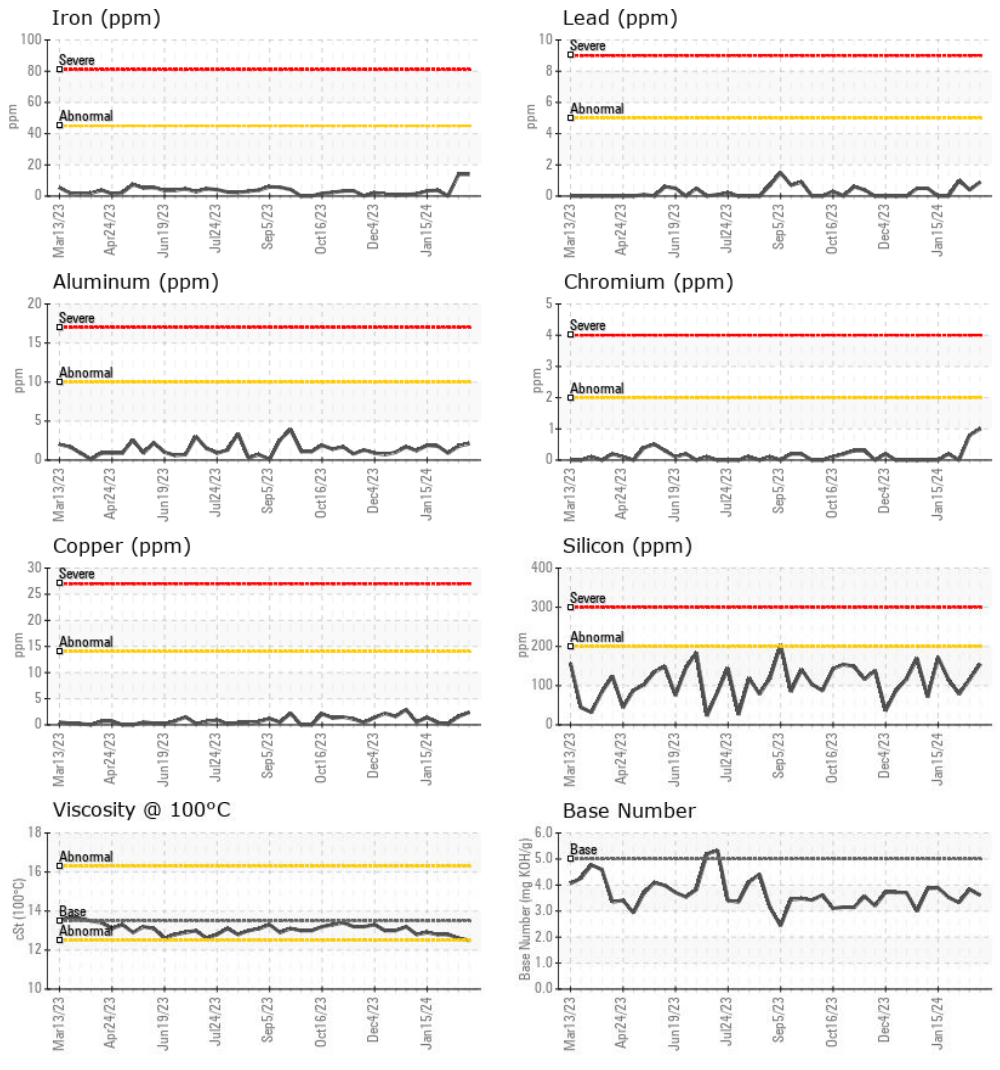 Iron (ppm)
100
80
60
40
20
0
ppm
Severe
Abnormal
Mar13/23
Apr24/23
Jun19/23
Jul24/23
Sep5/23
Oct16/23
Dec4/23
Jan15/24
Lead (ppm)
10
8
6
4
2
0
ppm
Severe
Abnormal
Mar13/23
Apr24/23
Jun19/23
Jul24/23
Sep5/23
Oct16/23
Dec4/23
Jan15/24
Aluminum (ppm)
20
15
10
5
0
ppm
Severe
Abnormal
Mar13/23
Apr24/23
Jun19/23
Jul24/23
Sep5/23
Oct16/23
Dec4/23
Jan15/24
Chromium (ppm)
5
4
3
2
1
0
ppm
Severe
Abnormal
Mar13/23
Apr24/23
Jun19/23
Jul24/23
Sep5/23
Oct16/23
Dec4/23
Jan15/24
Copper (ppm)
30
25
20
15
10
5
0
ppm
Severe
Abnormal
Mar13/23
Apr24/23
Jun19/23
Jul24/23
Sep5/23
Oct16/23
Dec4/23
Jan15/24
Silicon (ppm)
400
300
200
100
0
ppm
Severe
Abnormal
Mar13/23
Apr24/23
Jun19/23
Jul24/23
Sep5/23
Oct16/23
Dec4/23
Jan15/24
Viscosity @ 100°C
18
16
14
12
10
cSt (100°C)
Abnormal
Base
Abnormal
Mar13/23
Apr24/23
Jun19/23
Jul24/23
Sep5/23
Oct16/23
Dec4/23
Jan15/24
Base Number
6.0
5.0
4.0
3.0
2.0
1.0
0.0
Base Number (mg KOH/g)
Base
Mar13/23
Apr24/23
Jun19/23
Jul24/23
Sep5/23
Oct16/23
Dec4/23
Jan15/24